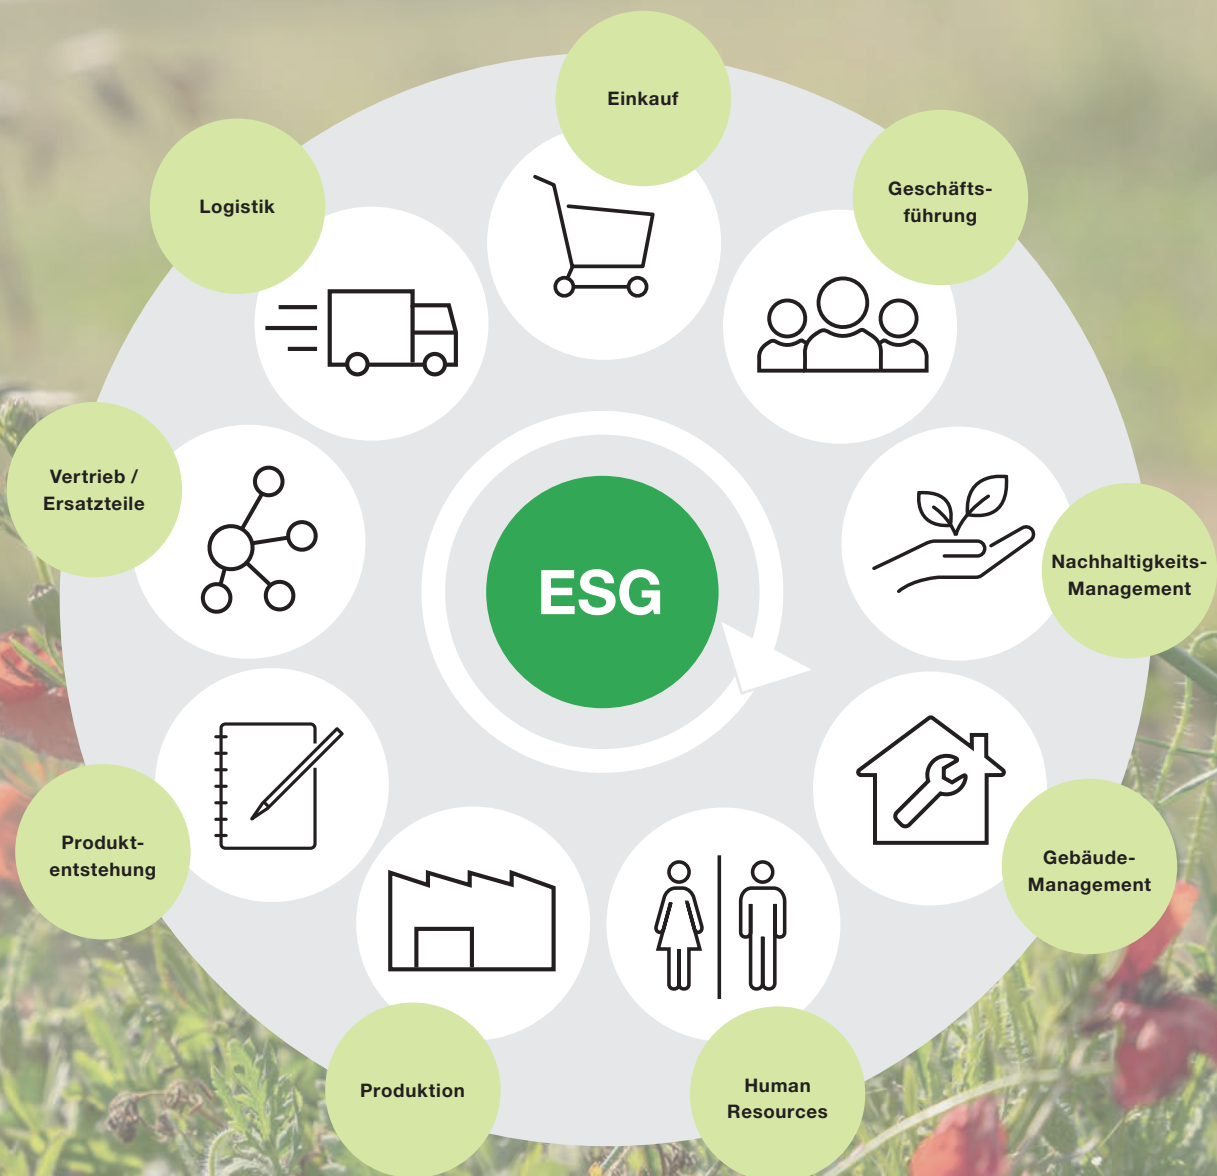 Einkauf
Geschäfts-
führung
Logistik
Vertrieb /
Ersatzteile
ESG
Nachhaltigkeits-
Management
Produkt-
entstehung
Gebäude-
Management
Produktion
Human
Resources